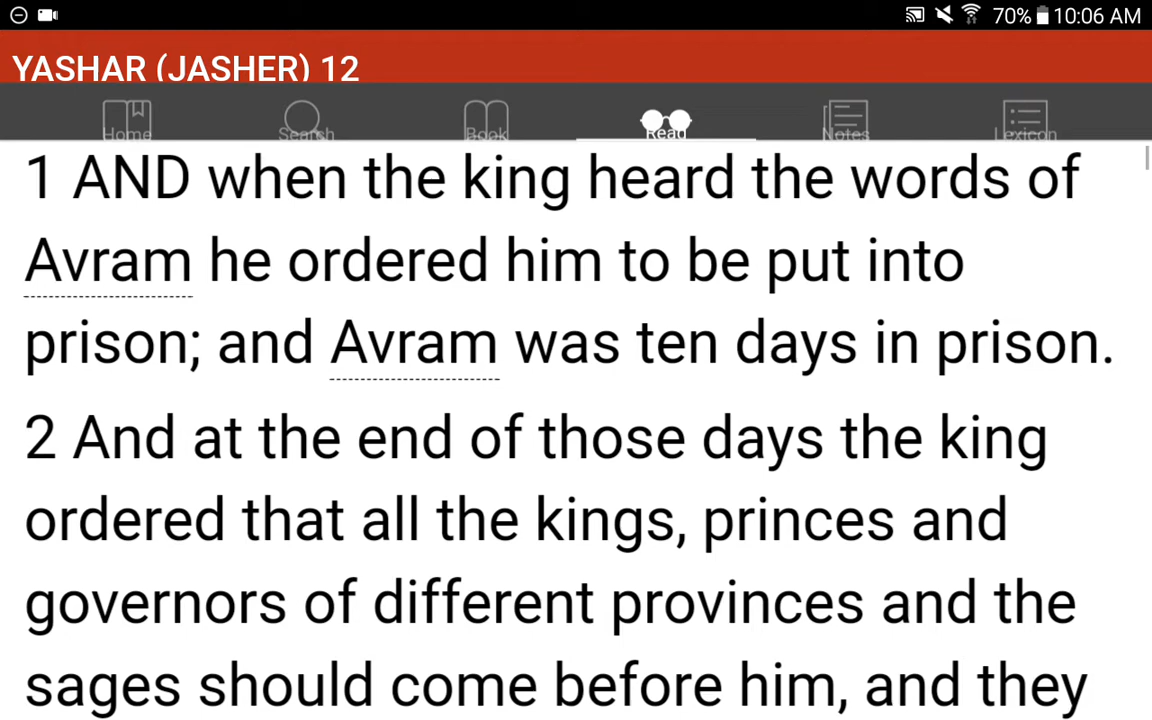 70% 10:06 AM
YASHAR (JASHER) 12
Home Search Book Read Notes Lexicon
1 AND when the king heard the words of
Avram he ordered him to be put into
prison; and Avram was ten days in prison.
2 And at the end of those days the king
ordered that all the kings, princes and
governors of different provinces and the
sages should come before him, and they